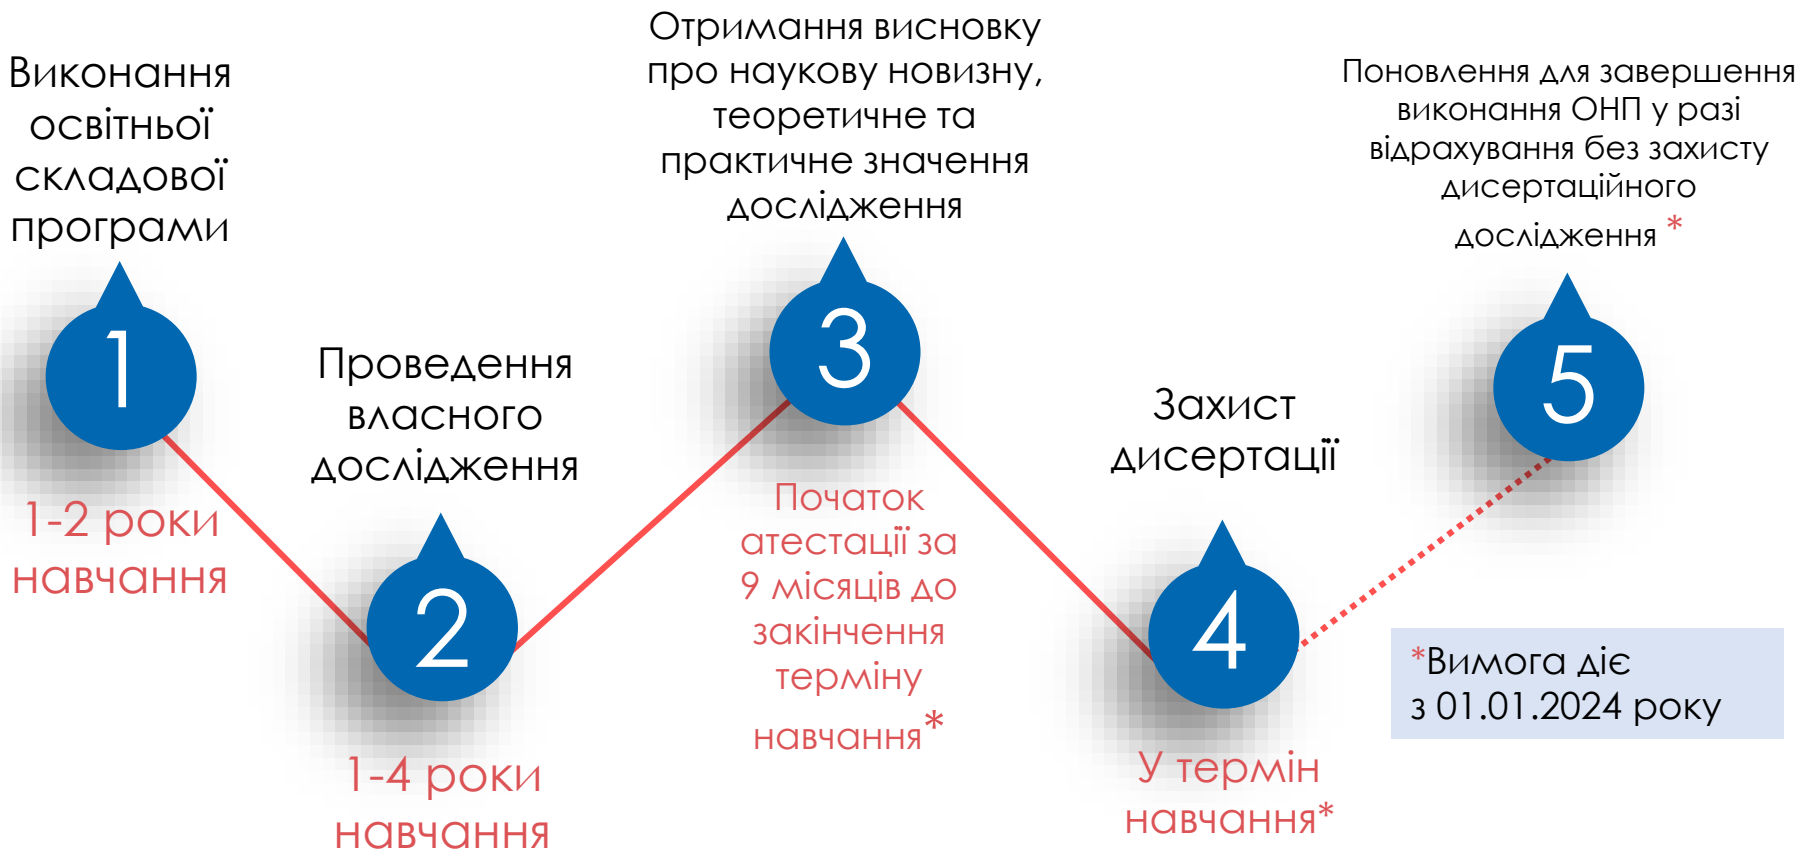 Виконання
освітньої
складової
програми
1
1-2 роки
навчання
Проведення
власного
дослідження
2
1-4 роки
навчання
Отримання висновку
про наукову новизну,
теоретичне та
практичне значення
дослідження
3
Початок
атестації за
9 місяців до
закінчення
терміну
навчання*
Захист
дисертації
4
У термін
навчання*
Поновлення для завершення
виконання ОНП у разі
відрахування без захисту
дисертаційного
дослідження *
5
*Вимога діє
з 01.01.2024 року